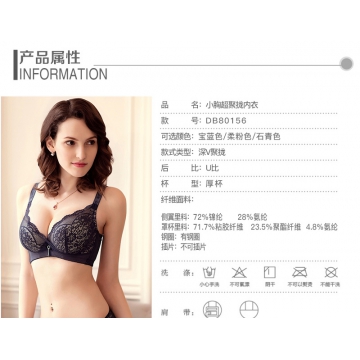 产品属性
INFORMATION
品 名：小胸超聚拢内衣
款 号：DB80156
可选颜色：宝蓝色/柔粉色/石青色
款式类型：深V聚拢
后 比：U比
杯 型：厚杯
纤维面料：
侧翼里料：72%锦纶 28%氨纶
罩杯里料：71.7%粘胶纤维 23.5%聚酯纤维 4.8%氨纶
钢圈：有钢圈
插片：不可插片
洗 涤：
小心手洗 不可氯漂 阴干 不可以熨烫 不能干洗
肩 带：